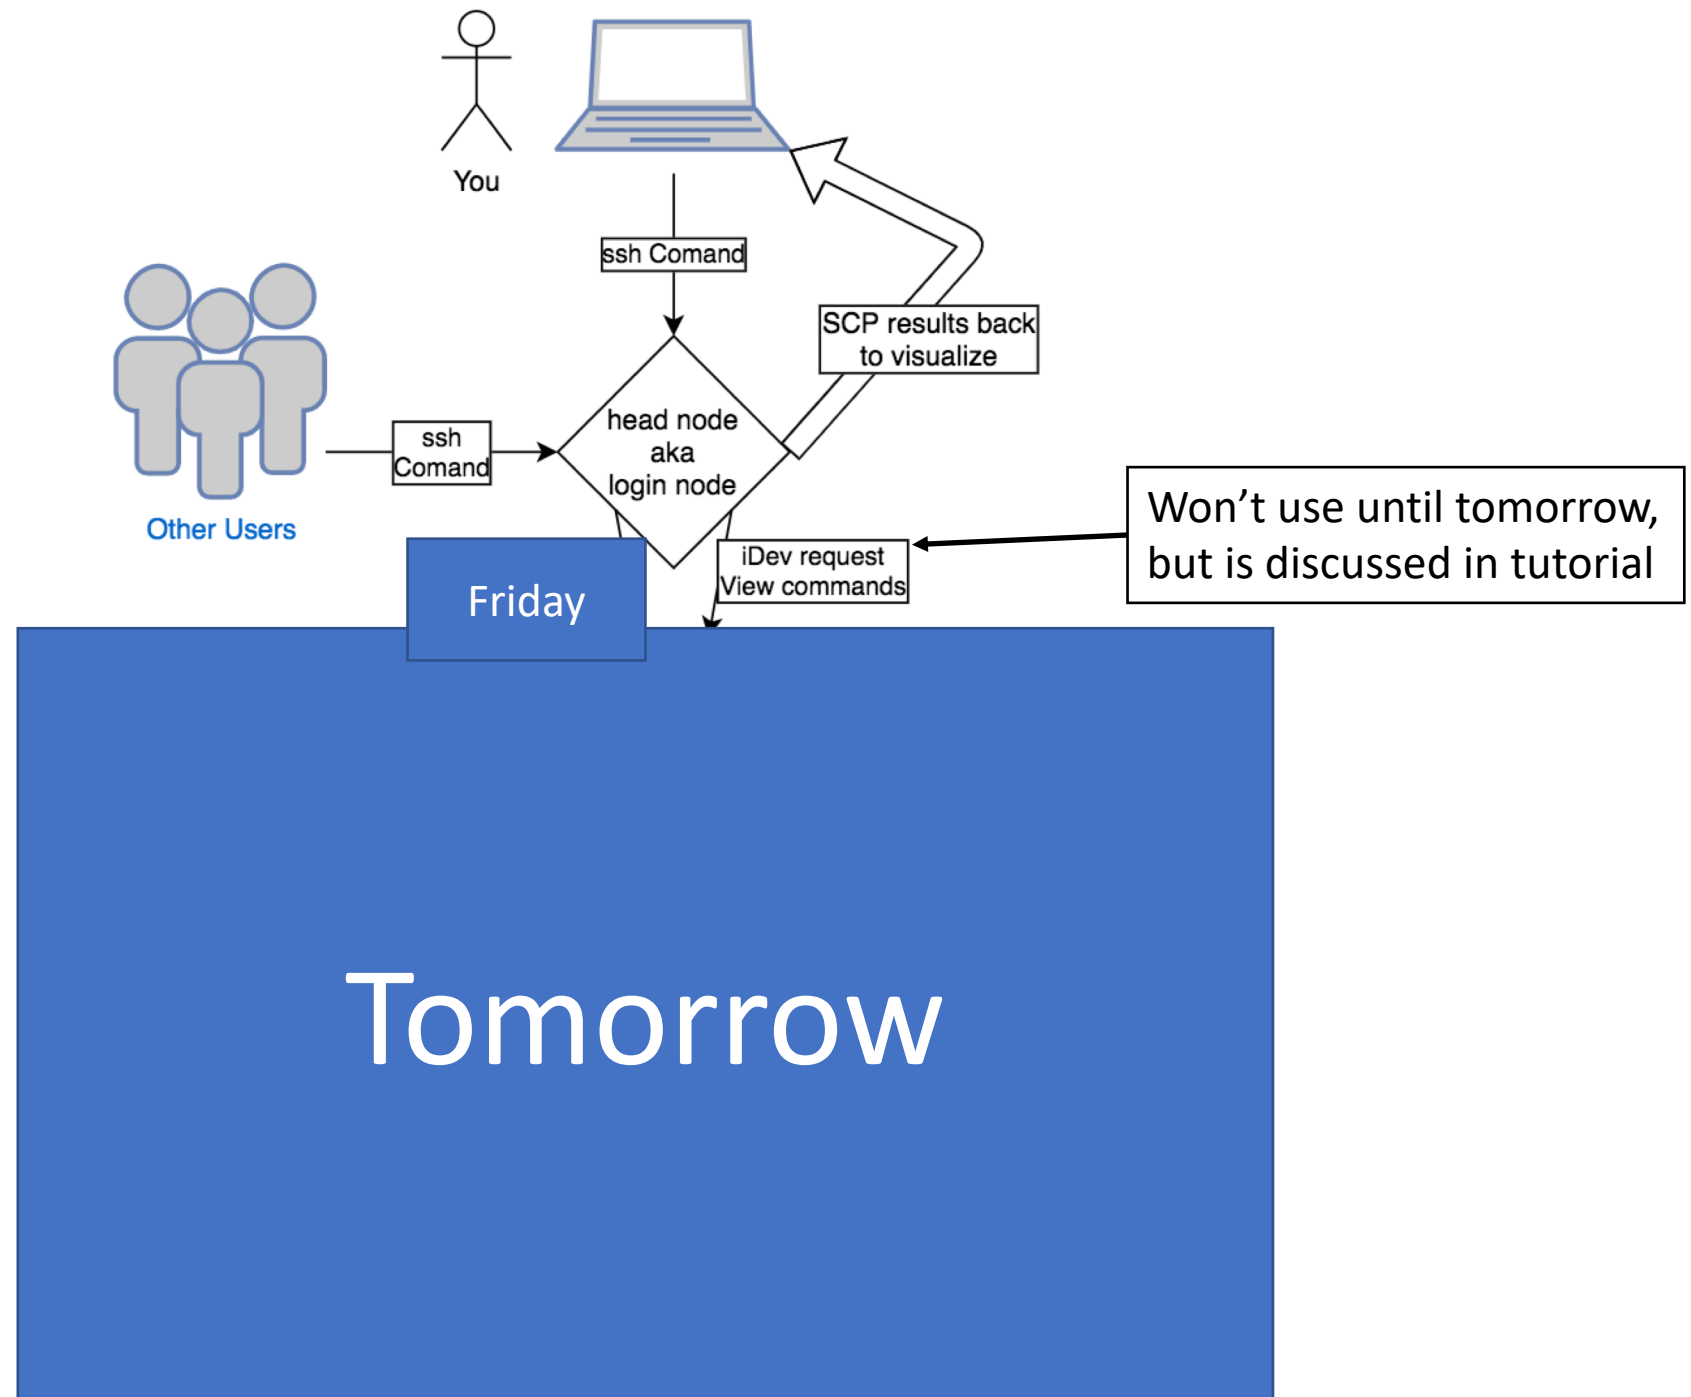 You
ssh Comand
SCP results back
to visualize
head node
aka
login node
ssh
Comand
Other Users
Won’t use until tomorrow,
but is discussed in tutorial
iDev request
View commands
Friday
Tomorrow